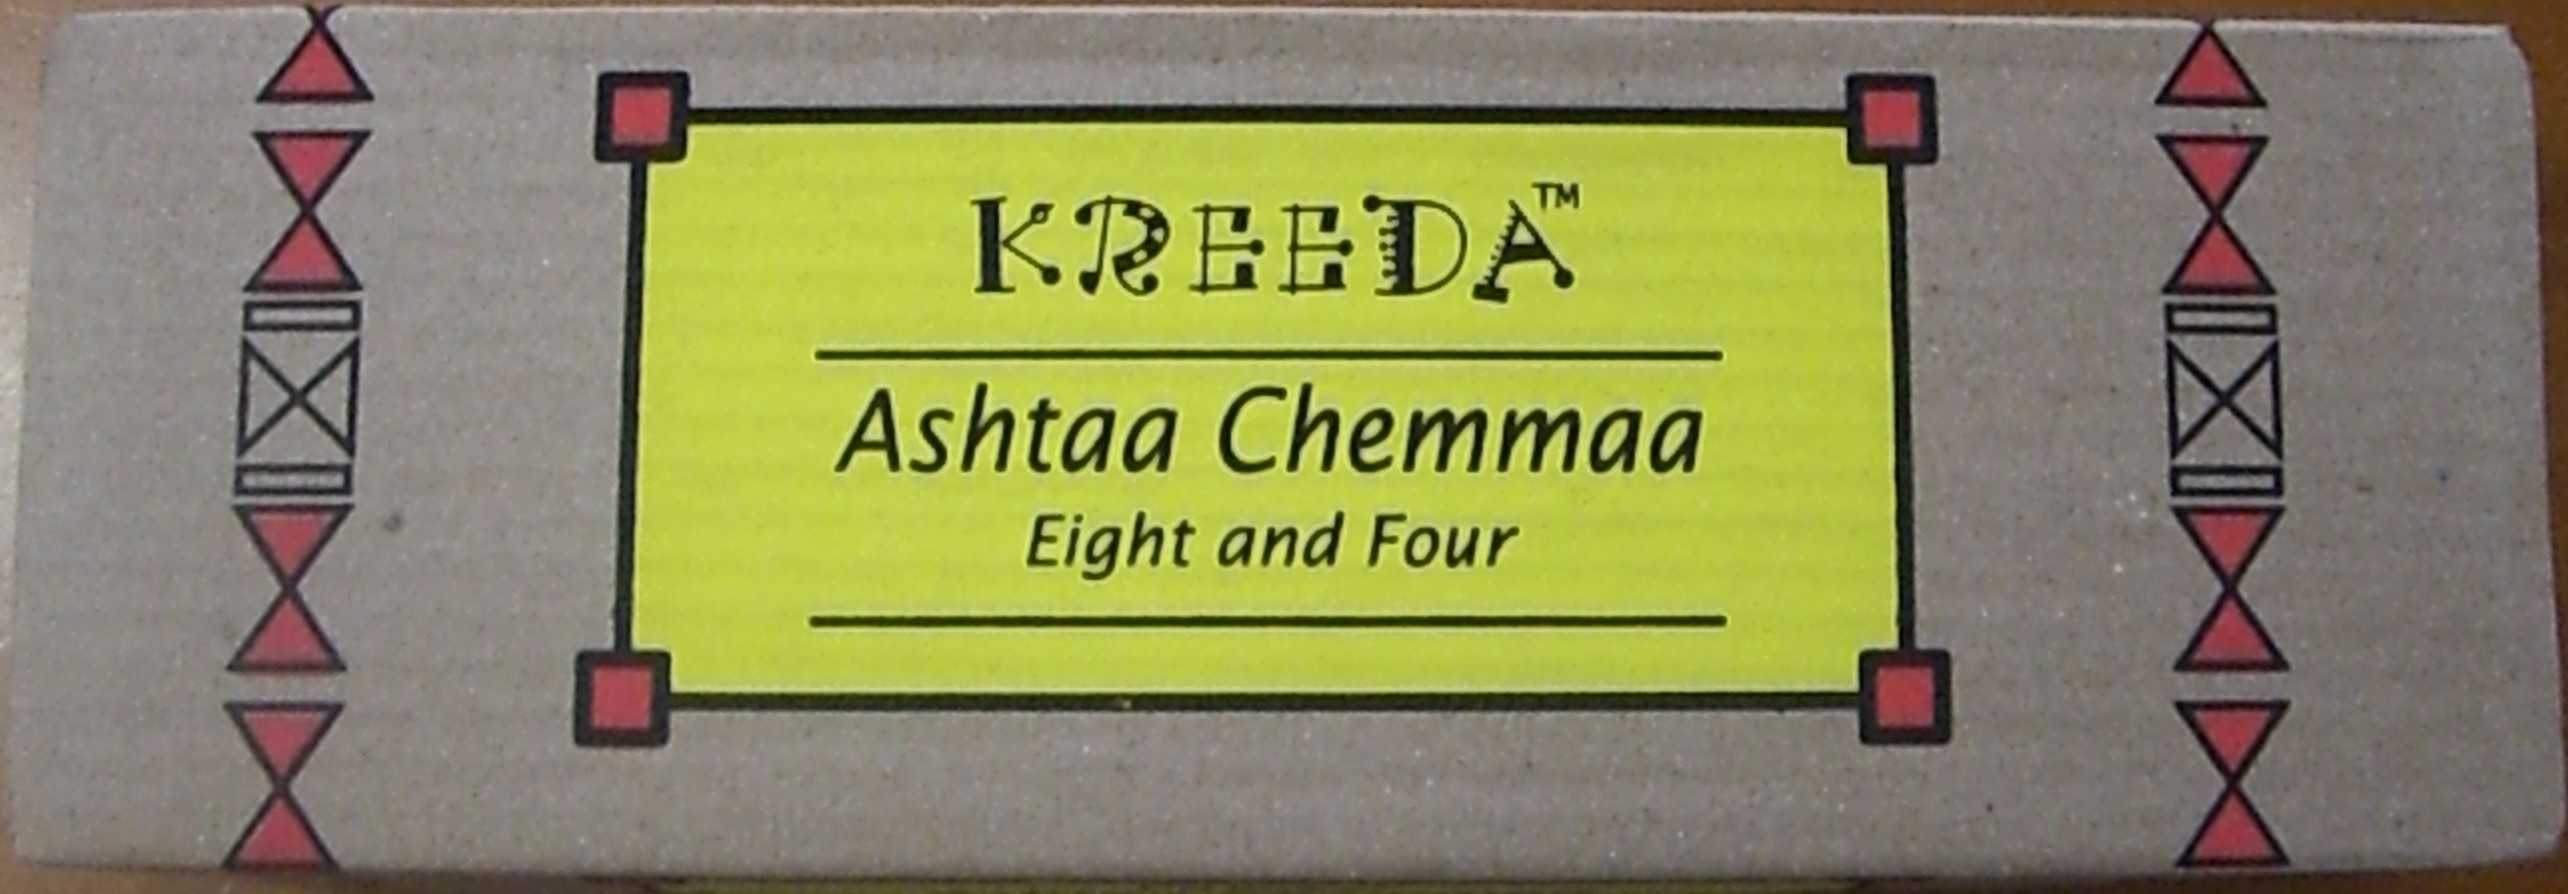 KREEDA™
Ashtaa Chemmaa
Eight and Four